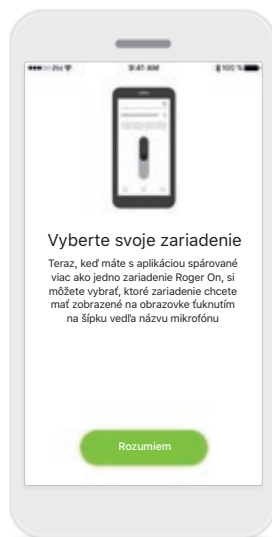 9:41 AM
100 %
Vyberte svoje zariadenie
Teraz, keď máte s aplikáciou spárované
viac ako jedno zariadenie Roger On, si
môžete vybrať, ktoré zariadenie chcete
mať zobrazené na obrazovke ťuknutím
na šípku vedľa názvu mikrofónu
Rozumiem